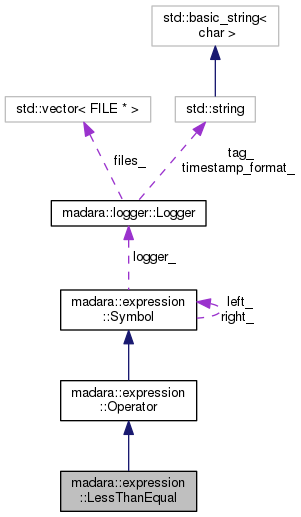 std::basic_string<
char >
std::vector< FILE * >
std::string
files_
tag_
timestamp_format_
madara::logger::Logger
logger_
madara::expression
::Symbol
left_
right_
madara::expression
::Operator
madara::expression
::LessThanEqual